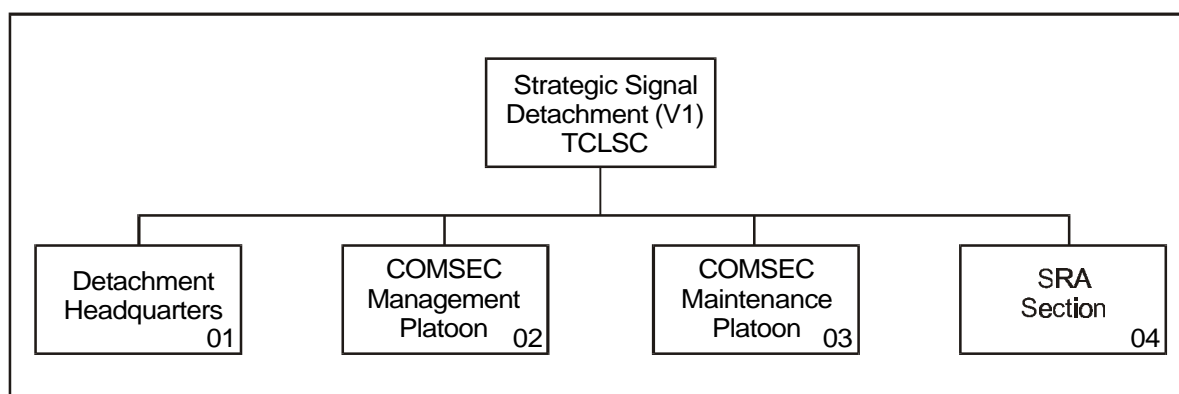 Strategic Signal
Detachment (V1)
TCLSC
Detachment
Headquarters
01
COMSEC
Management
Platoon
02
COMSEC
Maintenance
Platoon
03
SRA
Section
04